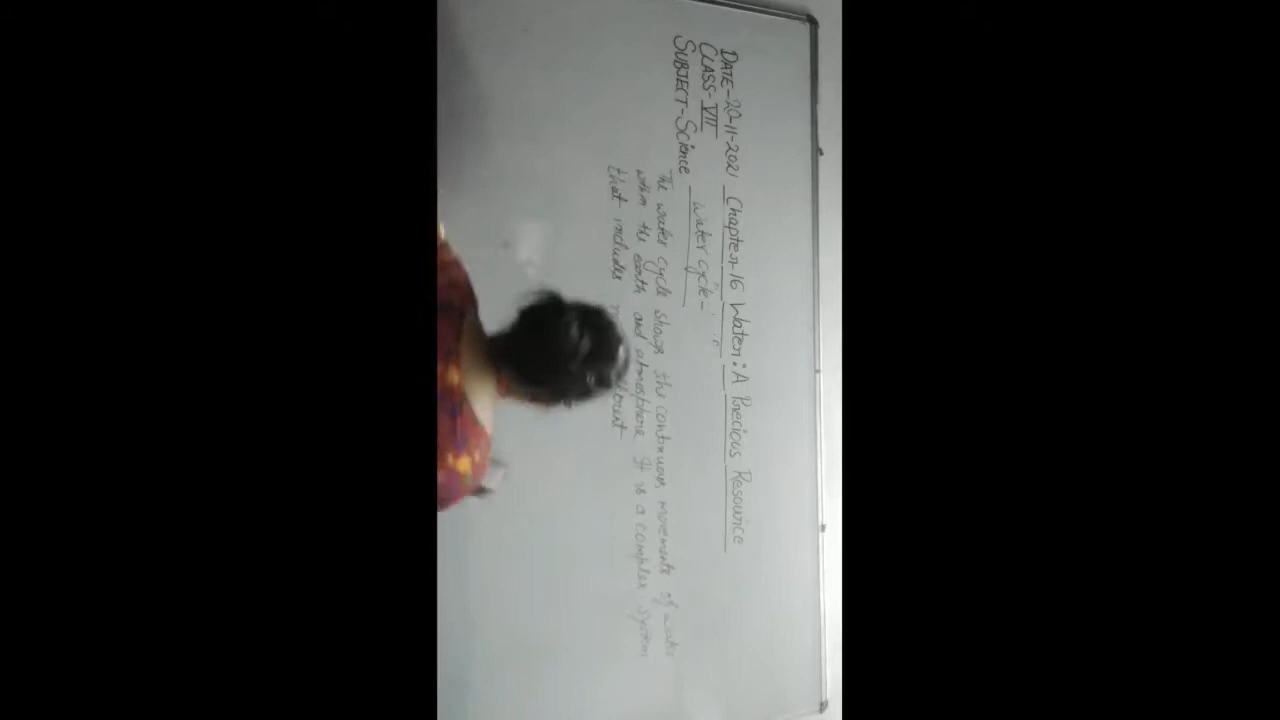 DATE-20-11-2021 Chapter-16 Water: A Precious Resource
CLASS-VII
SUBJECT-Science
Water cycle-
The water cycle shows the continuous movements of water
within the earth and atmosphere. It is a complex system
that includes